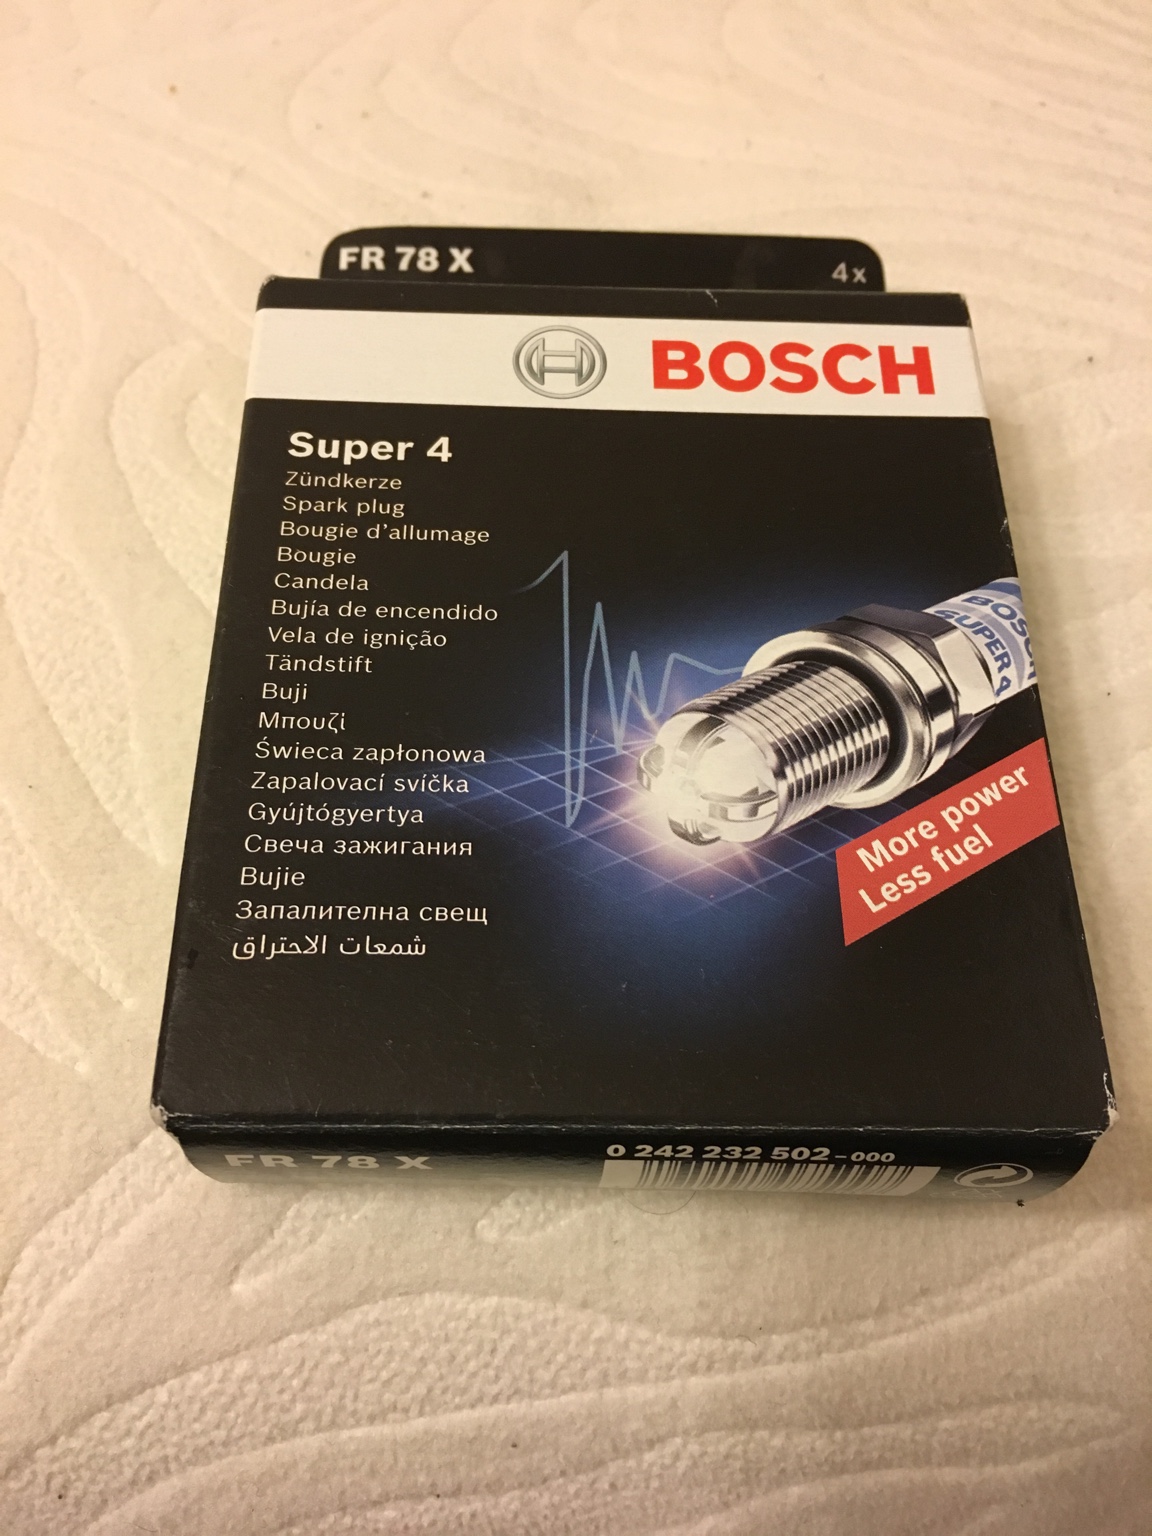 FR 78 X
4x
BOSCH
Super 4
Zündkerze
Spark plug
Bougie d'allumage
Bougie
Candela
Bujía de encendido
Vela de ignição
Tändstift
Buji
Μπουζί
Świeca zapłonowa
Zapalovací svíčka
Gyújtógyertya
Свеча зажигания
Bujie
Запалителна свещ
شمعات الاحتراق
BOSCH
SUPER 4
More power
Less fuel
FR 78 X
0 242 232 502-000